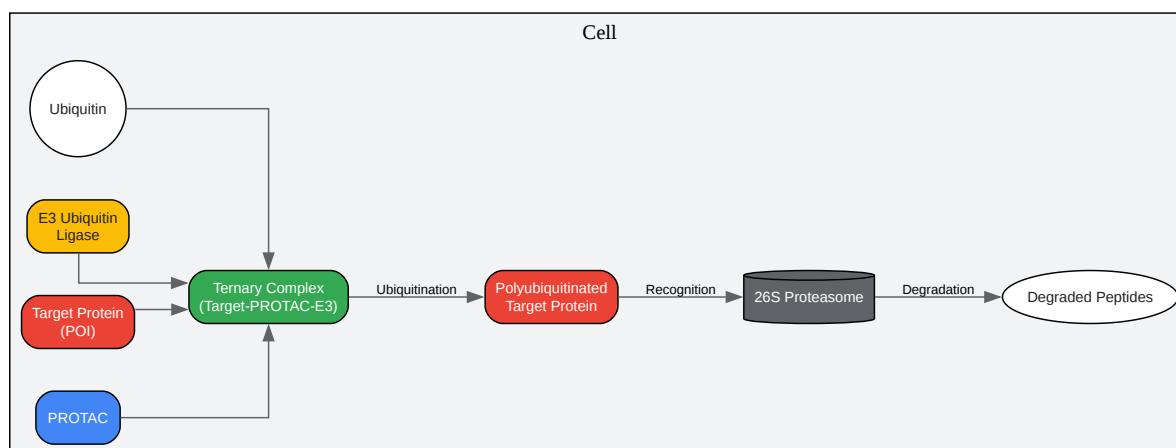 Cell
Ubiquitin
E3 Ubiquitin
Ligase
Target Protein
(POI)
PROTAC
Ternary Complex
(Target-PROTAC-E3)
Ubiquitination
Polyubiquitinated
Target Protein
Recognition
26S Proteasome
Degradation
Degraded Peptides